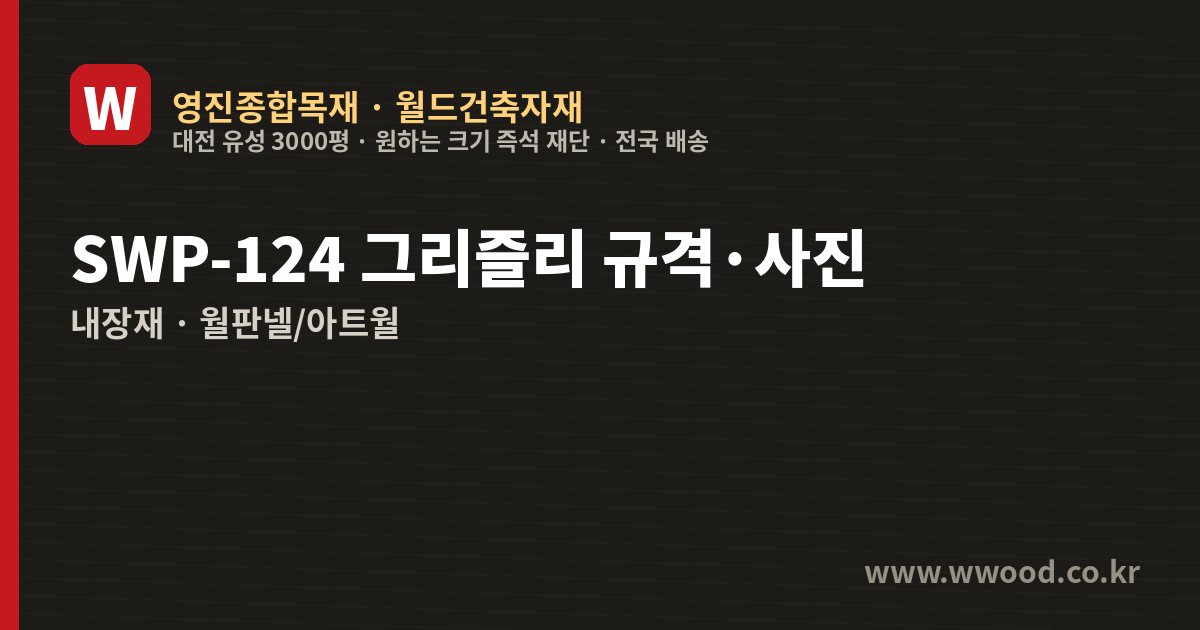 W
영진종합목재 · 월드건축자재
대전 유성 3000평 · 원하는 크기 즉석 재단 · 전국 배송
SWP-124 그리즐리 규격·사진
내장재 · 월판넬/아트월
www.wwood.co.kr